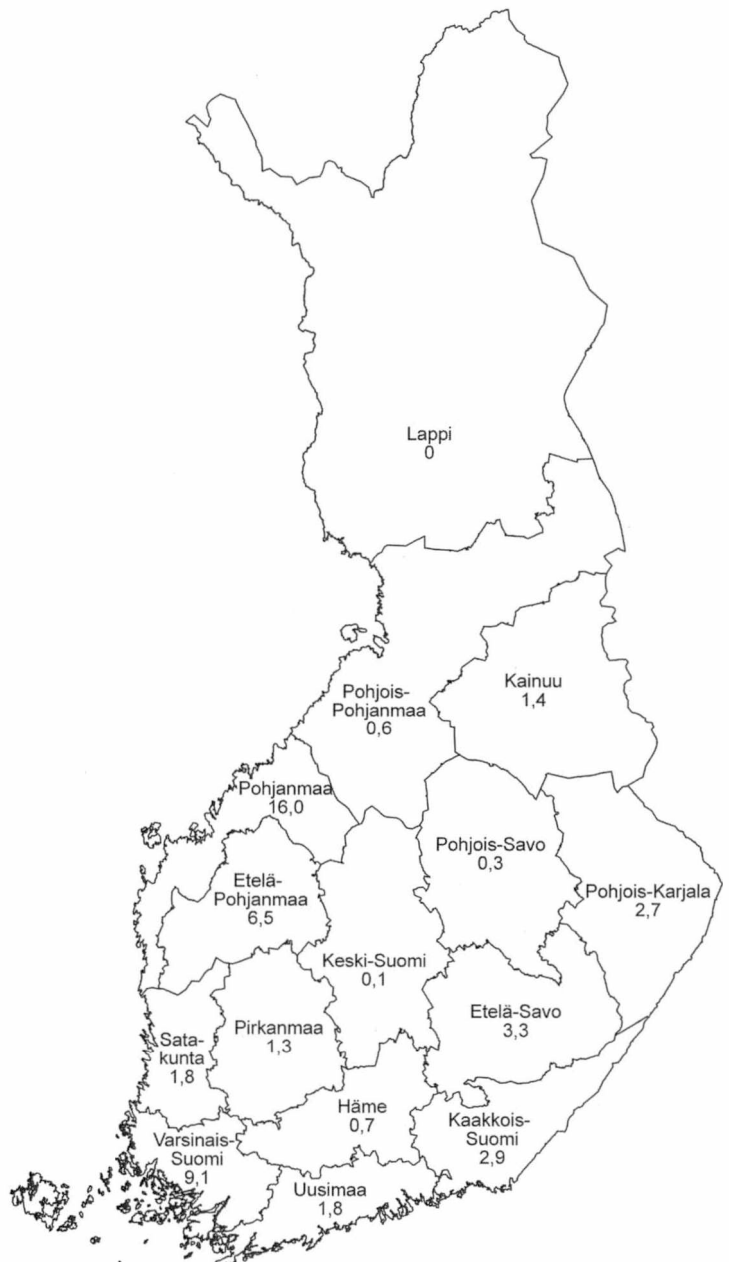 Lappi
0
Kainuu
1,4
Pohjois-
Pohjanmaa
0,6
Pohjanmaa
16,0
Pohjois-Savo
0,3
Etelä-
Pohjanmaa
6,5
Pohjois-Karjala
2,7
Keski-Suomi
0,1
Etelä-Savo
3,3
Pirkanmaa
1,3
Sata-
kunta
1,8
Häme
0,7
Kaakkois-
Suomi
2,9
Varsinais-
Suomi
9,1
Uusimaa
1,8